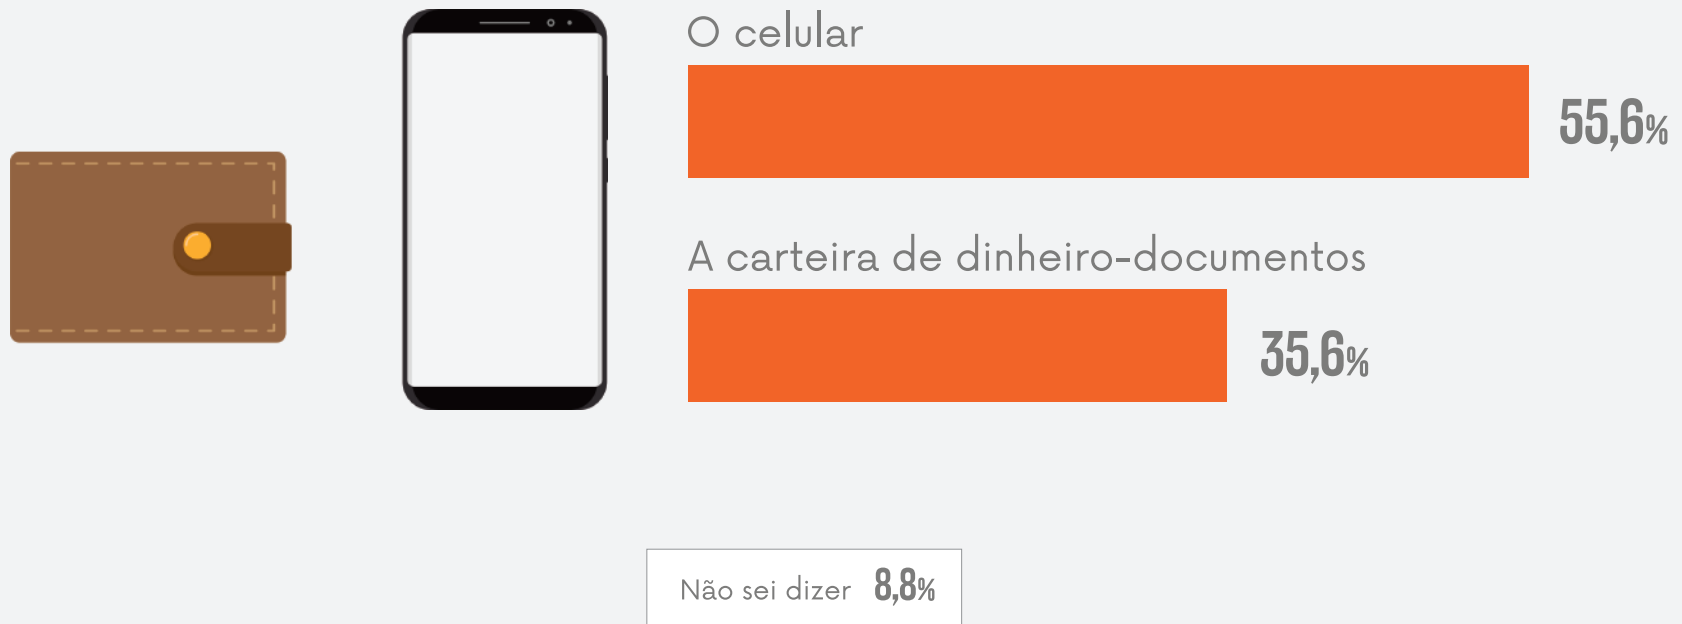 O celular
55,6%
A carteira de dinheiro-documentos
35,6%
Não sei dizer 8,8%